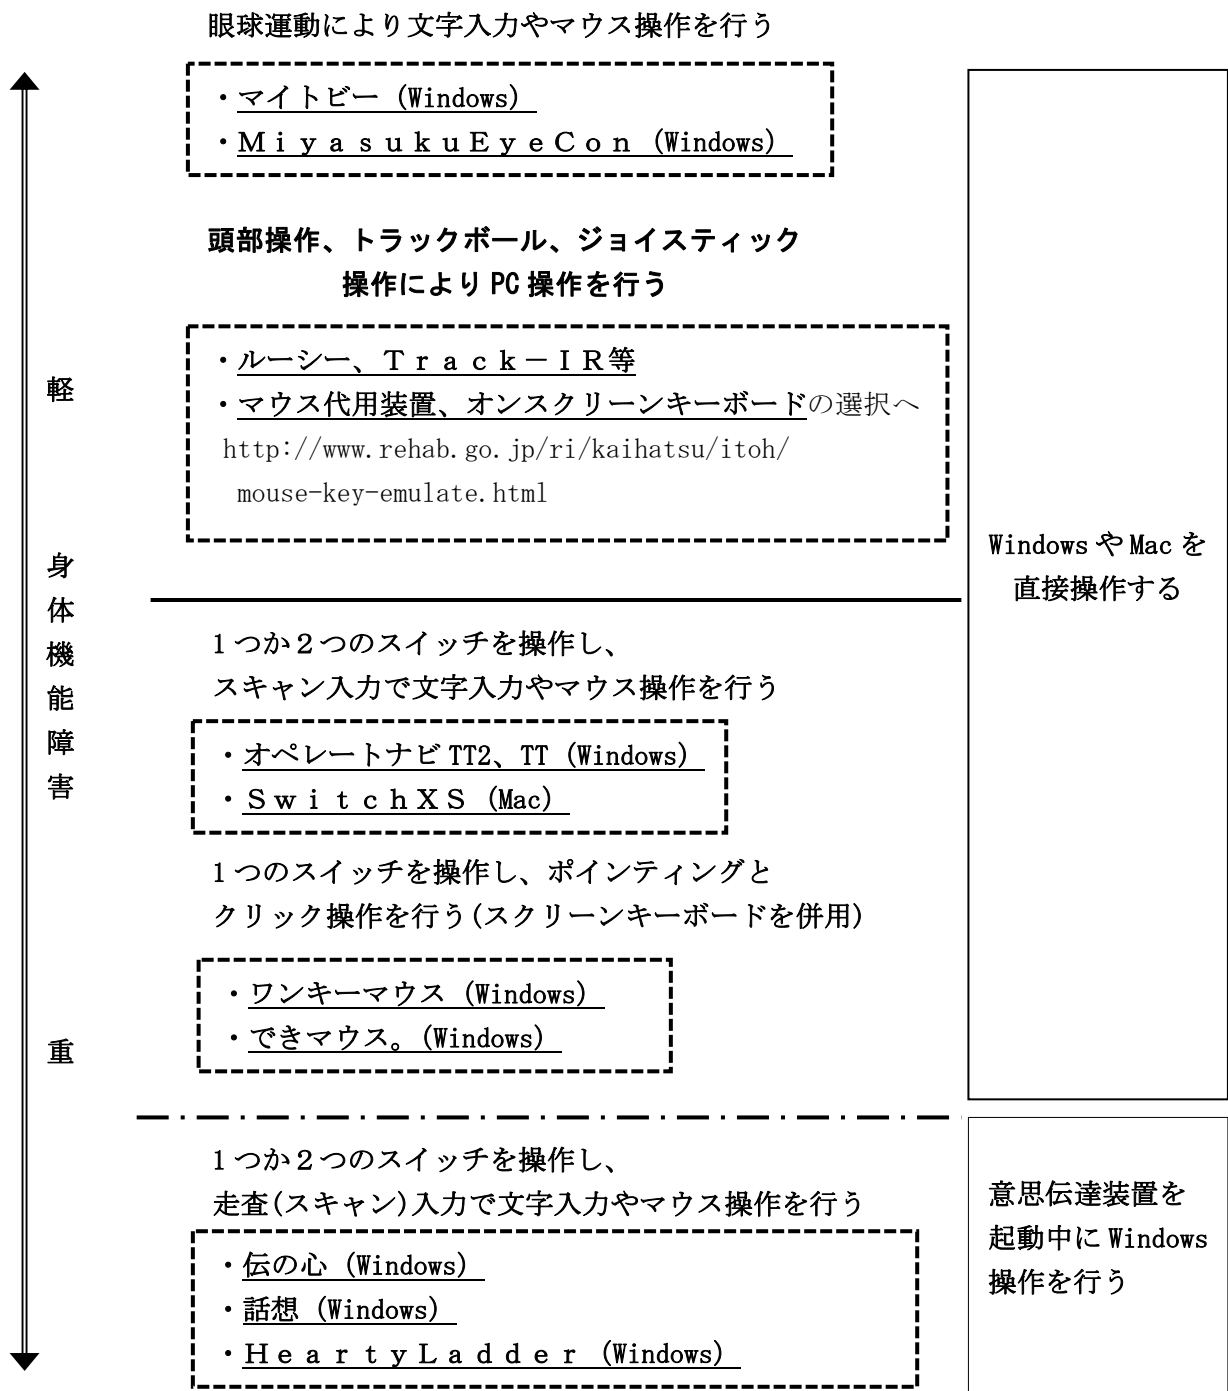 眼球運動により文字入力やマウス操作を行う
・マイトビー (Windows)
・ＭｉｙａｓｕｋｕＥｙｅＣｏｎ (Windows)
頭部操作、トラックボール、ジョイスティック
操作により PC 操作を行う
・ルーシー、Ｔｒａｃｋ－ＩＲ等
・マウス代用装置、オンスクリーンキーボードの選択へ
http://www.rehab.go.jp/ri/kaihatsu/itoh/
mouse-key-emulate.html
1つか２つのスイッチを操作し、
スキャン入力で文字入力やマウス操作を行う
・オペレートナビ TT2、TT (Windows)
・ＳｗｉｔｃｈＸＳ (Mac)
1つのスイッチを操作し、ポインティングと
クリック操作を行う(スクリーンキーボードを併用)
・ワンキーマウス (Windows)
・できマウス。(Windows)
1つか２つのスイッチを操作し、
走査(スキャン)入力で文字入力やマウス操作を行う
・伝の心 (Windows)
・話想 (Windows)
・ＨｅａｒｔｙＬａｄｄｅｒ (Windows)
軽
身体機能障害
重
Windows や Mac を
直接操作する
意思伝達装置を
起動中に Windows
操作を行う